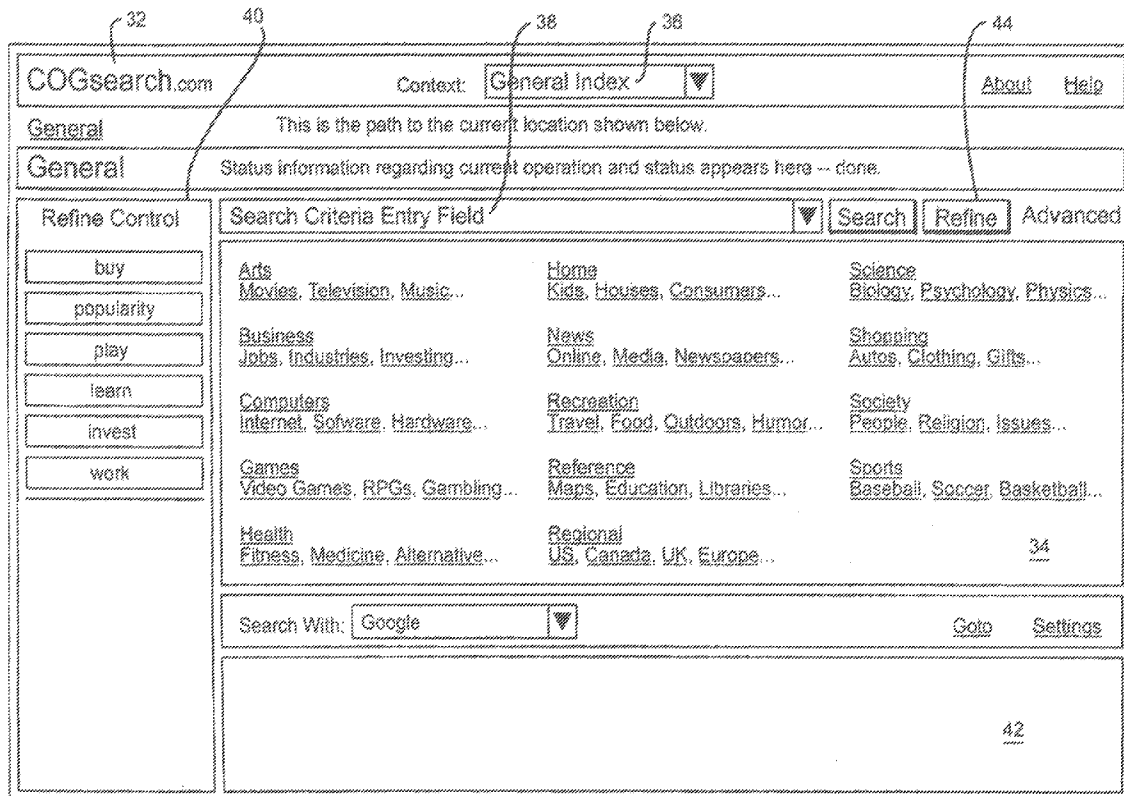 32 40 38 36 44
COGsearch.com Context: General Index About Help
General This is the path to the current location shown below.
General Status information regarding current operation and status appears here -- done.
Refine Control Search Criteria Entry Field Search Refine Advanced
buy
popularity
play
learn
invest
work
Arts Home Science
Movies, Television, Music... Kids, Houses, Consumers... Biology, Psychology, Physics...
Business News Shopping
Jobs, Industries, Investing... Online, Media, Newspapers... Autos, Clothing, Gifts...
Computers Recreation Society
Internet, Sofware, Hardware... Travel, Food, Outdoors, Humor... People, Religion, Issues...
Games Reference Sports
Video Games, RPGs, Gambling... Maps, Education, Libraries... Baseball, Soccer, Basketball...
Health Regional
Fitness, Medicine, Alternative... US, Canada, UK, Europe... 34
Search With: Google Goto Settings
42